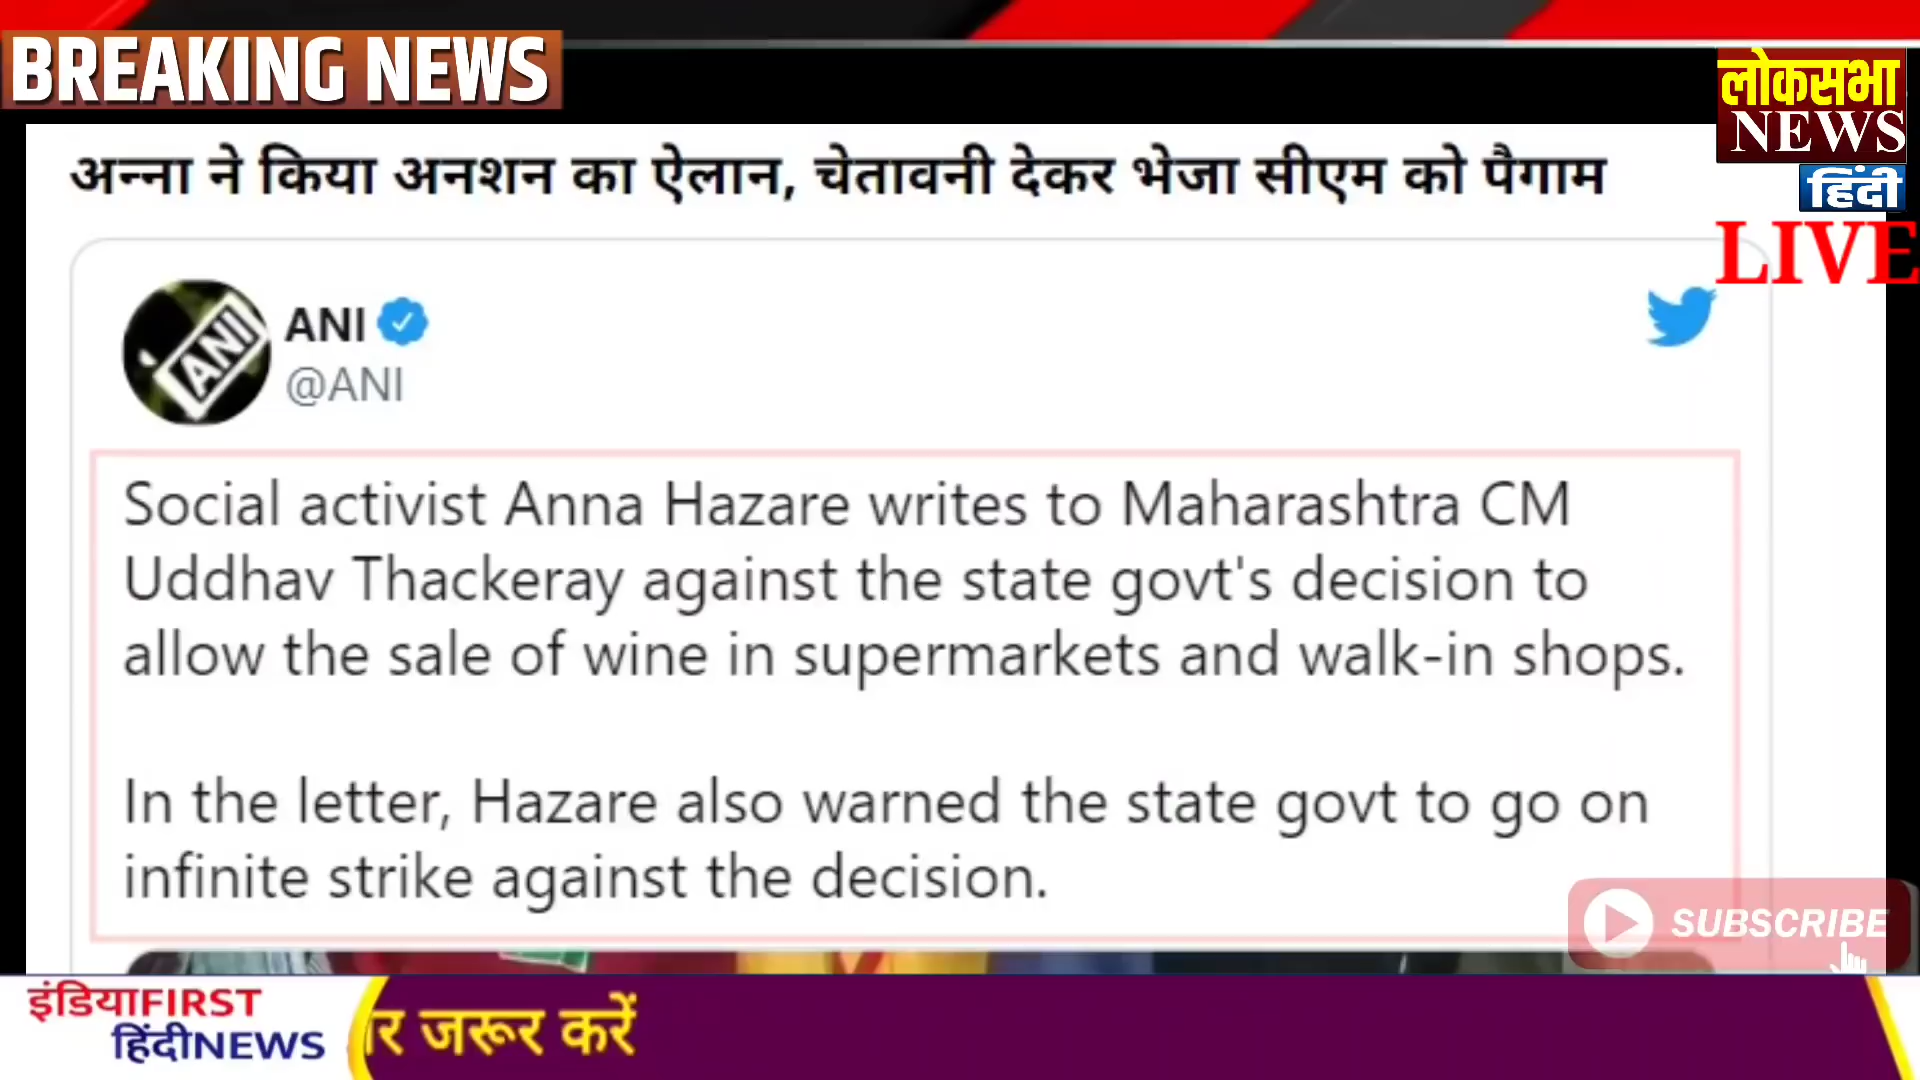 BREAKING NEWS
लोकसभा
NEWS
हिंदी
LIVE
अन्ना ने किया अनशन का ऐलान, चेतावनी देकर भेजा सीएम को पैगाम
ANI
ANI
@ANI
Social activist Anna Hazare writes to Maharashtra CM
Uddhav Thackeray against the state govt's decision to
allow the sale of wine in supermarkets and walk-in shops.
In the letter, Hazare also warned the state govt to go on
infinite strike against the decision.
SUBSCRIBE
इंडियाFIRST
हिंदीNEWS
जरूर करें